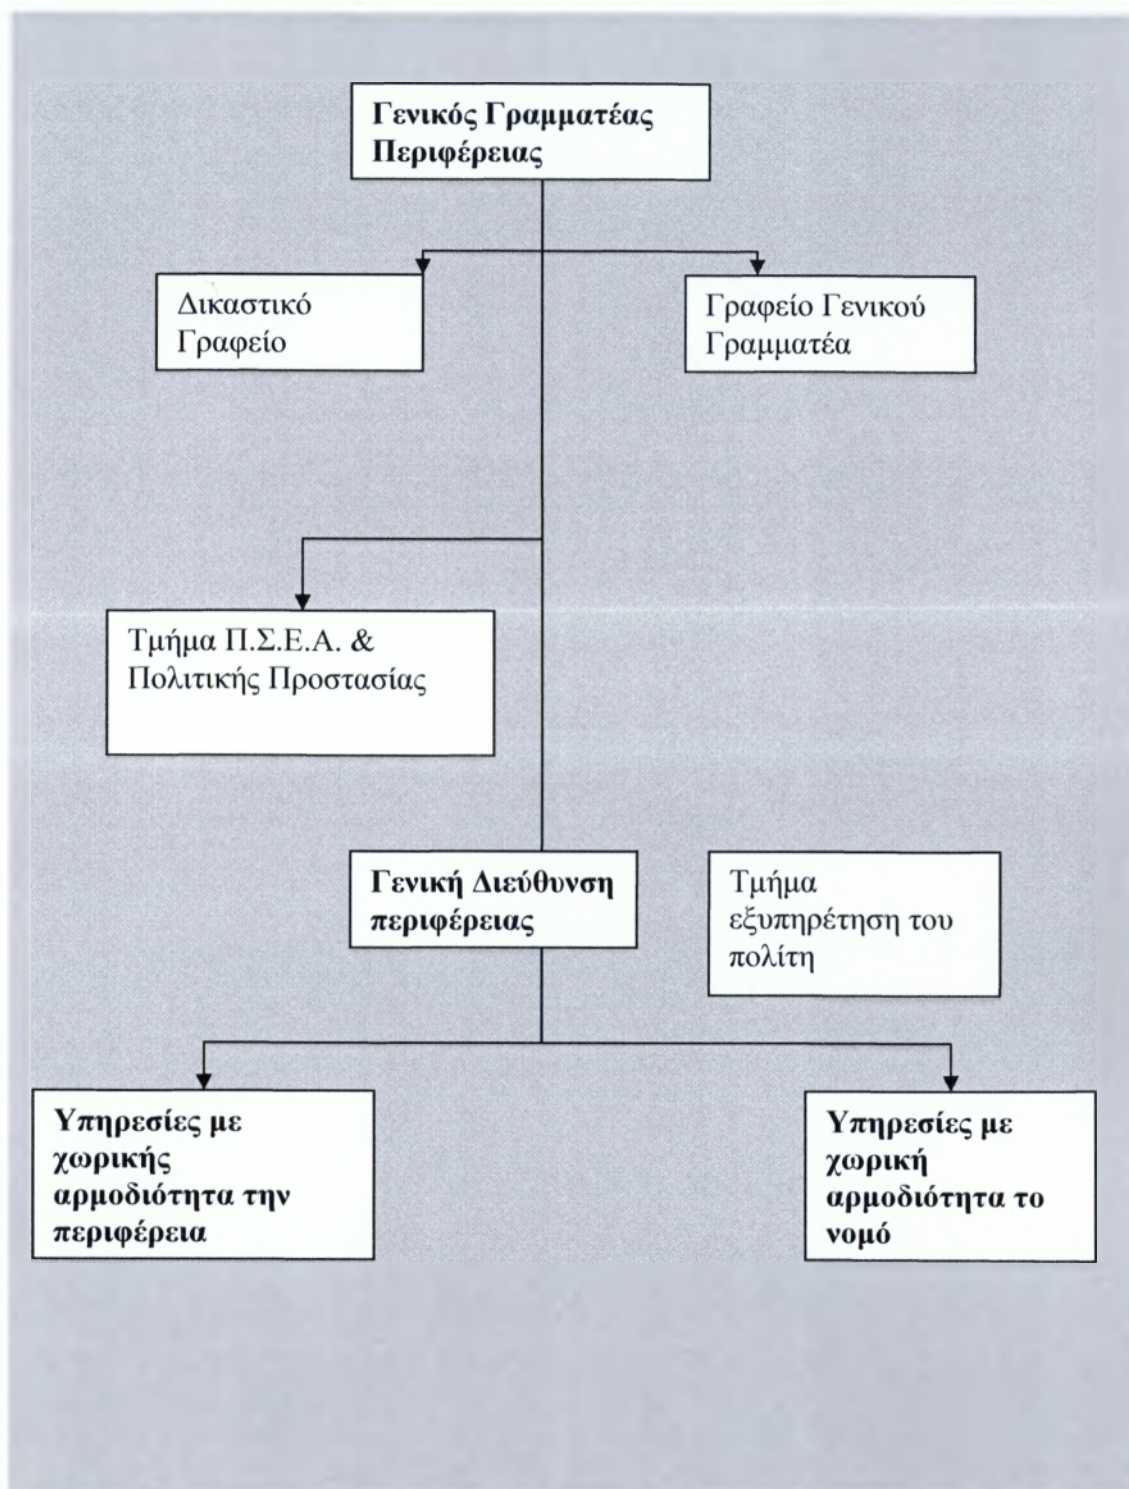 Γενικός Γραμματέας
Περιφέρειας
Δικαστικό
Γραφείο
Γραφείο Γενικού
Γραμματέα
Τμήμα Π.Σ.Ε.Α. &
Πολιτικής Προστασίας
Γενική Διεύθυνση
περιφέρειας
Τμήμα
εξυπηρέτηση του
πολίτη
Υπηρεσίες με
χωρικής
αρμοδιότητα την
περιφέρεια
Υπηρεσίες με
χωρική
αρμοδιότητα το
νομό